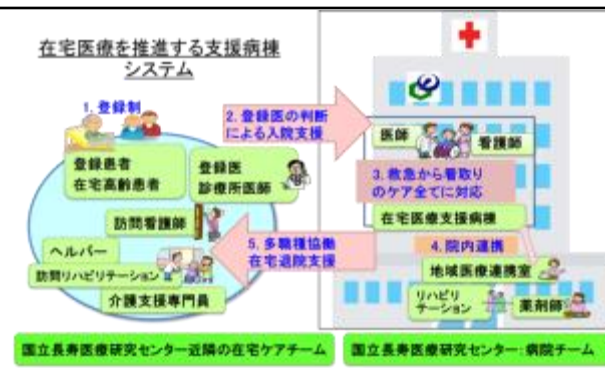 在宅医療を推進する支援病棟
システム
1. 登録制
登録患者
在宅高齢患者
登録医
診療所医師
訪問看護師
ヘルパー
訪問リハビリテーション
介護支援専門員
2. 登録医の判断
による入院支援
医師
看護師
3. 救急から看取り
のケア全てに対応
在宅医療支援病棟
5. 多職種協働
在宅退院支援
4. 院内連携
地域医療連携室
リハビリ
テーション
薬剤師
国立長寿医療研究センター近隣の在宅ケアチーム
国立長寿医療研究センター:病院チーム